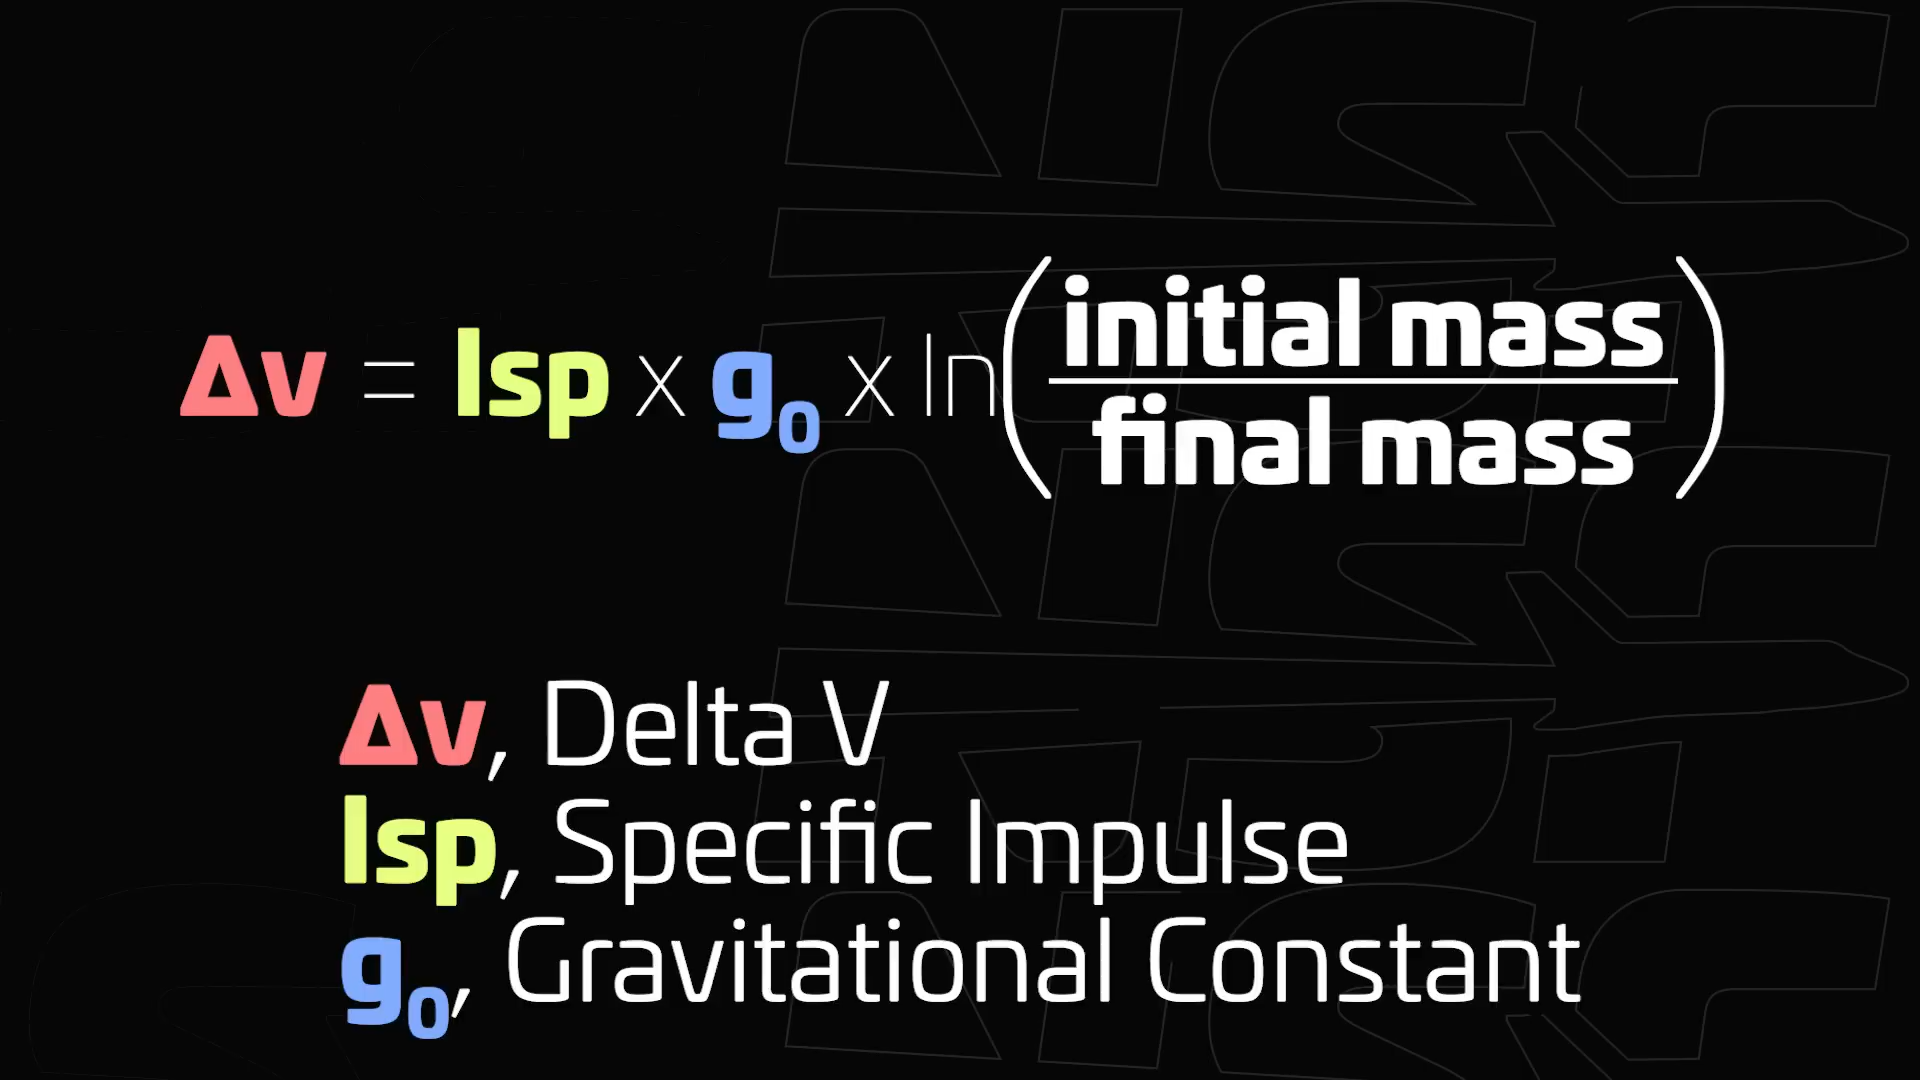 Δv = Isp x g₀ x ln(initial mass
final mass)
Δv, Delta V
Isp, Specific Impulse
g₀, Gravitational Constant